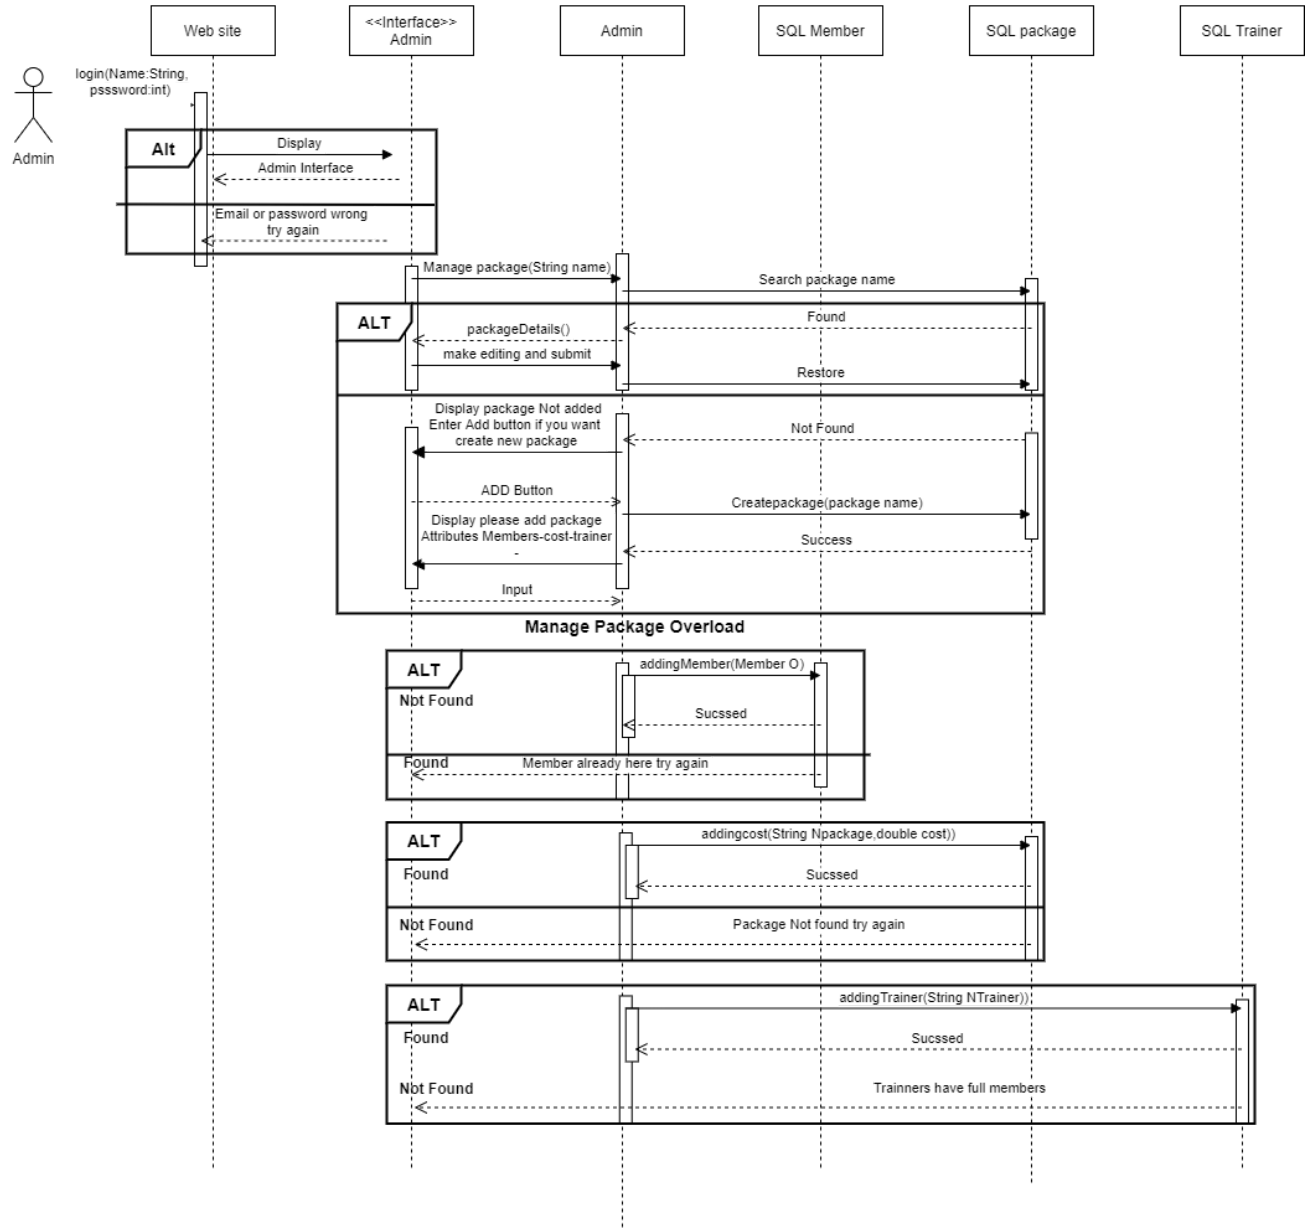 Web site
<<Interface>>
Admin
Admin
SQL Member
SQL package
SQL Trainer
login(Name:String,
psssword:int)
Admin
Alt
Display
Admin Interface
Email or password wrong
try again
Manage package(String name)
Search package name
ALT
Found
packageDetails()
make editing and submit
Restore
Display package Not added
Enter Add button if you want
create new package
Not Found
ADD Button
Createpackage(package name)
Display please add package
Attributes Members-cost-trainer
-
Success
Input
Manage Package Overload
ALT
addingMember(Member O)
Not Found
Sucssed
Found
Member already here try again
ALT
addingcost(String Npackage,double cost))
Found
Sucssed
Not Found
Package Not found try again
ALT
addingTrainer(String NTrainer))
Found
Sucssed
Not Found
Trainners have full members